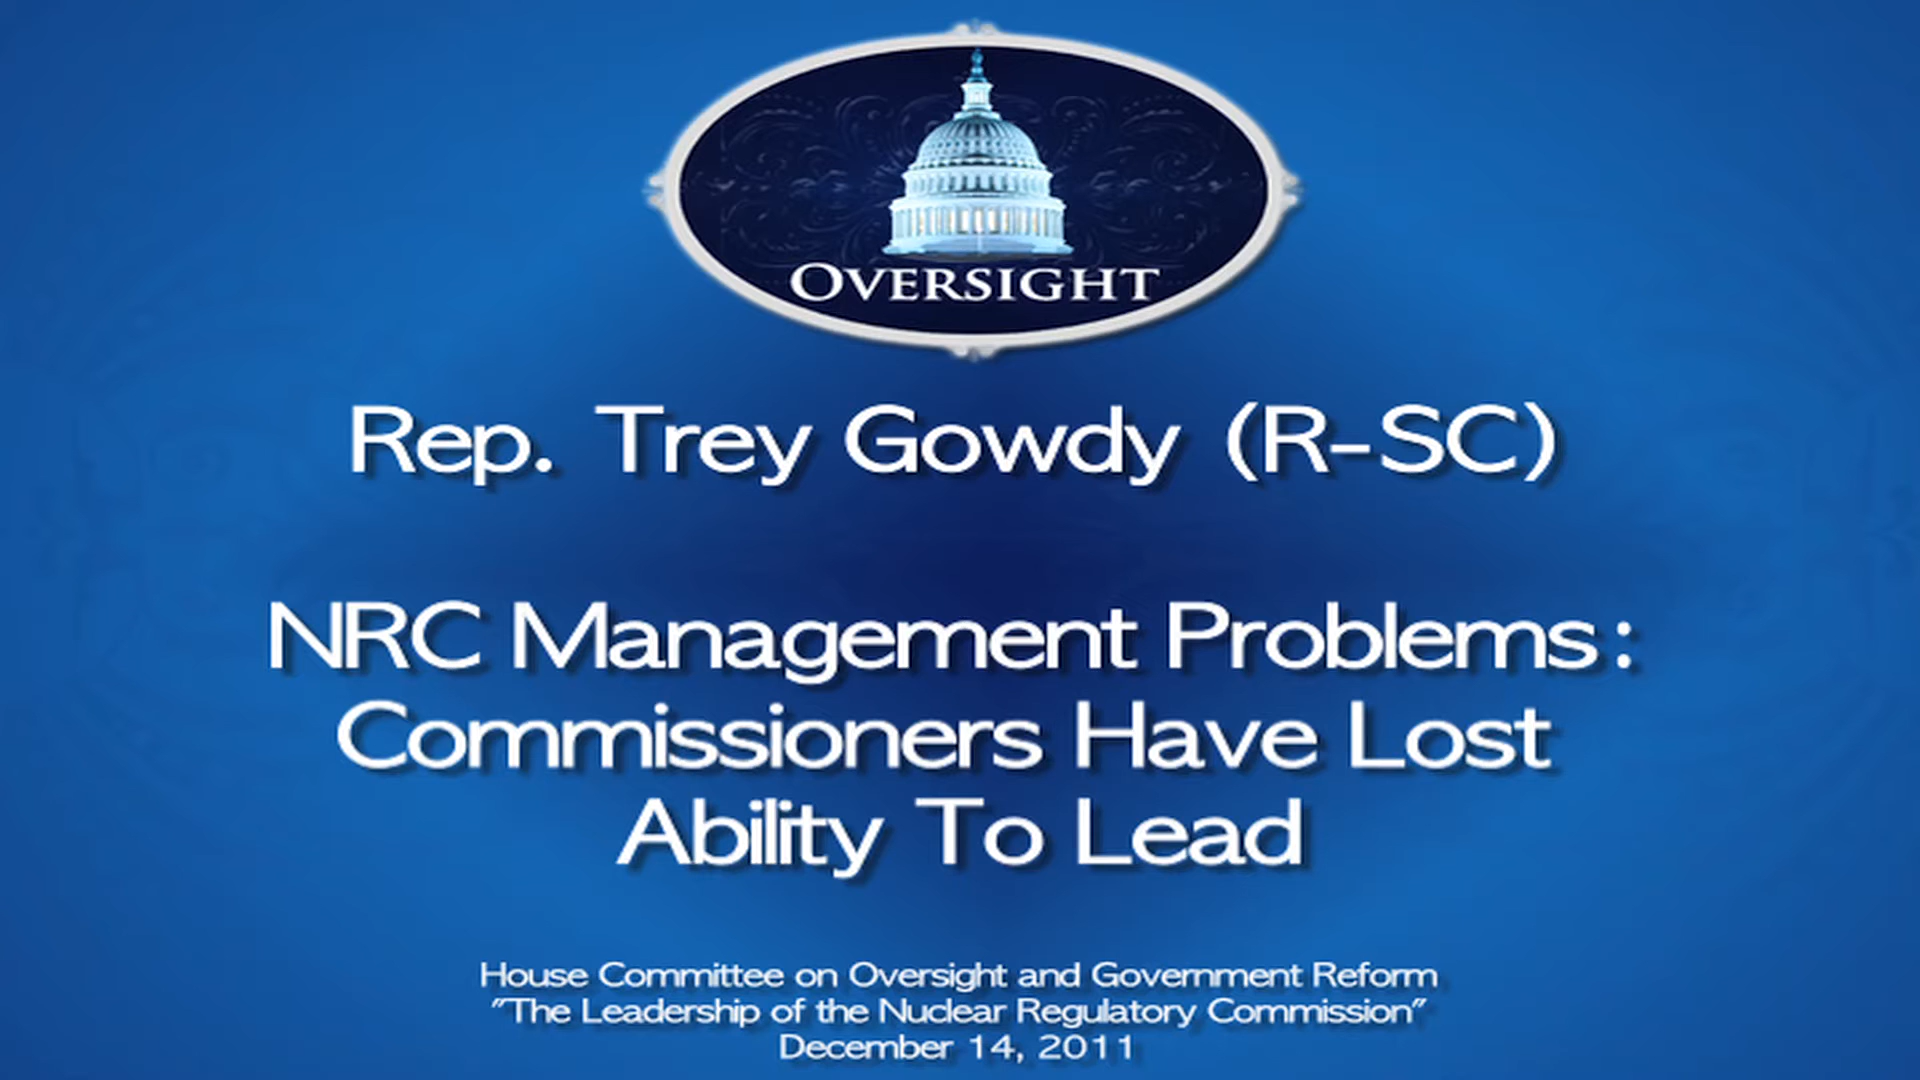 OVERSIGHT
Rep. Trey Gowdy (R-SC)
NRC Management Problems:
Commissioners Have Lost
Ability To Lead
House Committee on Oversight and Government Reform
"The Leadership of the Nuclear Regulatory Commission"
December 14, 2011